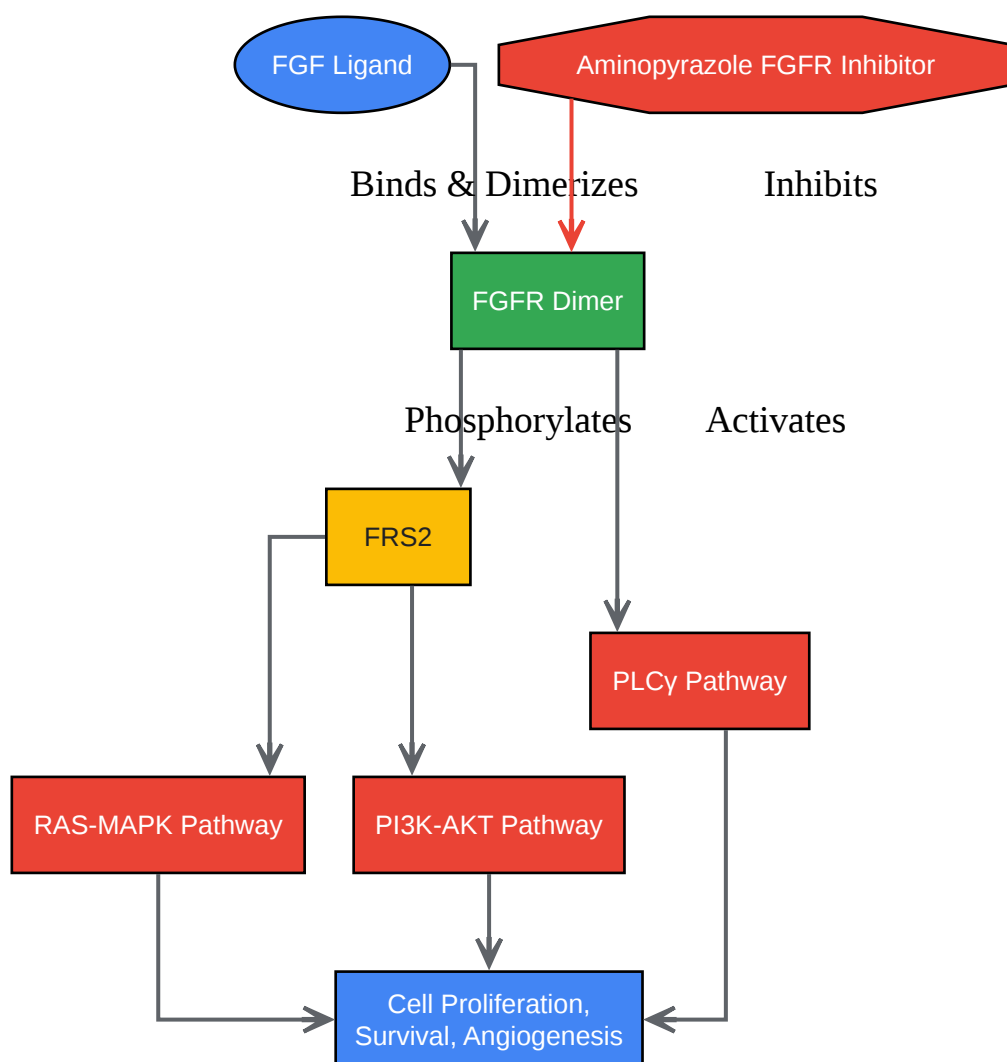 FGF Ligand
Aminopyrazole FGFR Inhibitor
Binds & Dimerizes
Inhibits
FGFR Dimer
Phosphorylates
Activates
FRS2
PLCγ Pathway
RAS-MAPK Pathway
PI3K-AKT Pathway
Cell Proliferation,
Survival, Angiogenesis